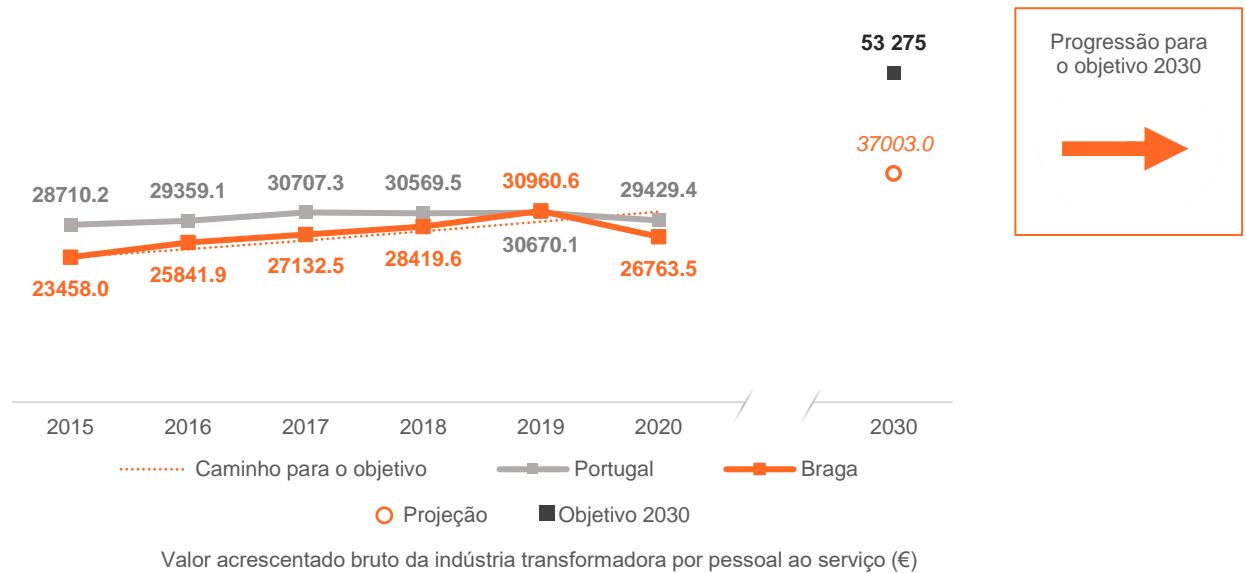 53 275
Progressão para
o objetivo 2030
37003.0
28710.2
29359.1
30707.3
30569.5
30960.6
29429.4
23458.0
25841.9
27132.5
28419.6
30670.1
26763.5
2015 2016 2017 2018 2019 2020 2030
Caminho para o objetivo Portugal Braga
Projeção Objetivo 2030
Valor acrescentado bruto da indústria transformadora por pessoal ao serviço (€)